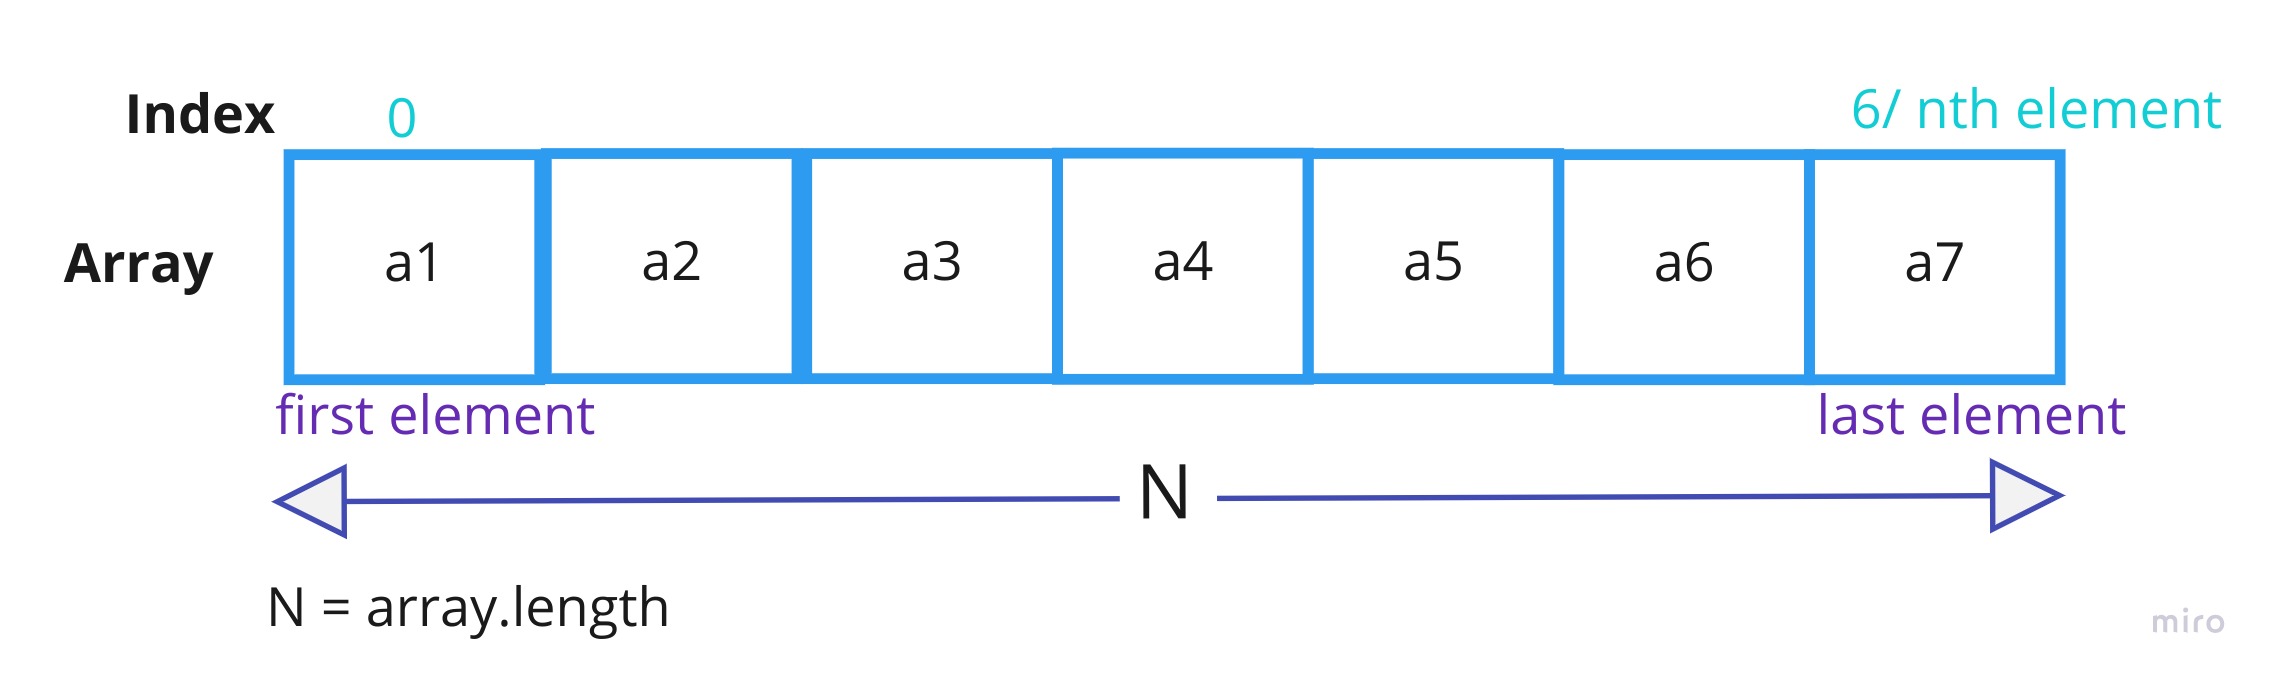 Index 0 6/ nth element
Array a1 a2 a3 a4 a5 a6 a7
first element last element
N
N = array.length
miro